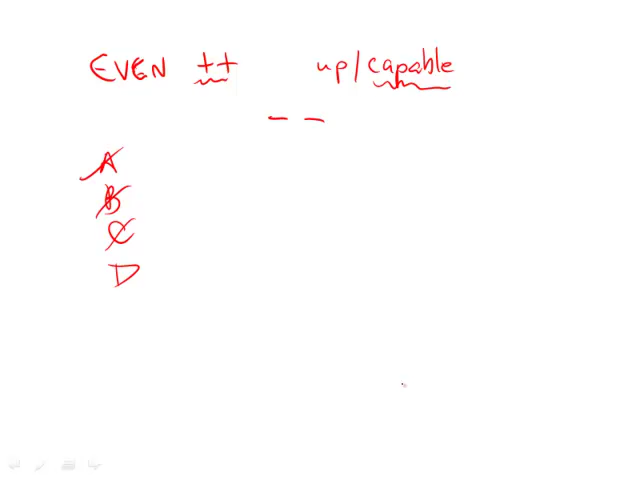 EVEN ++ up/capable
— —
A
B
C
D